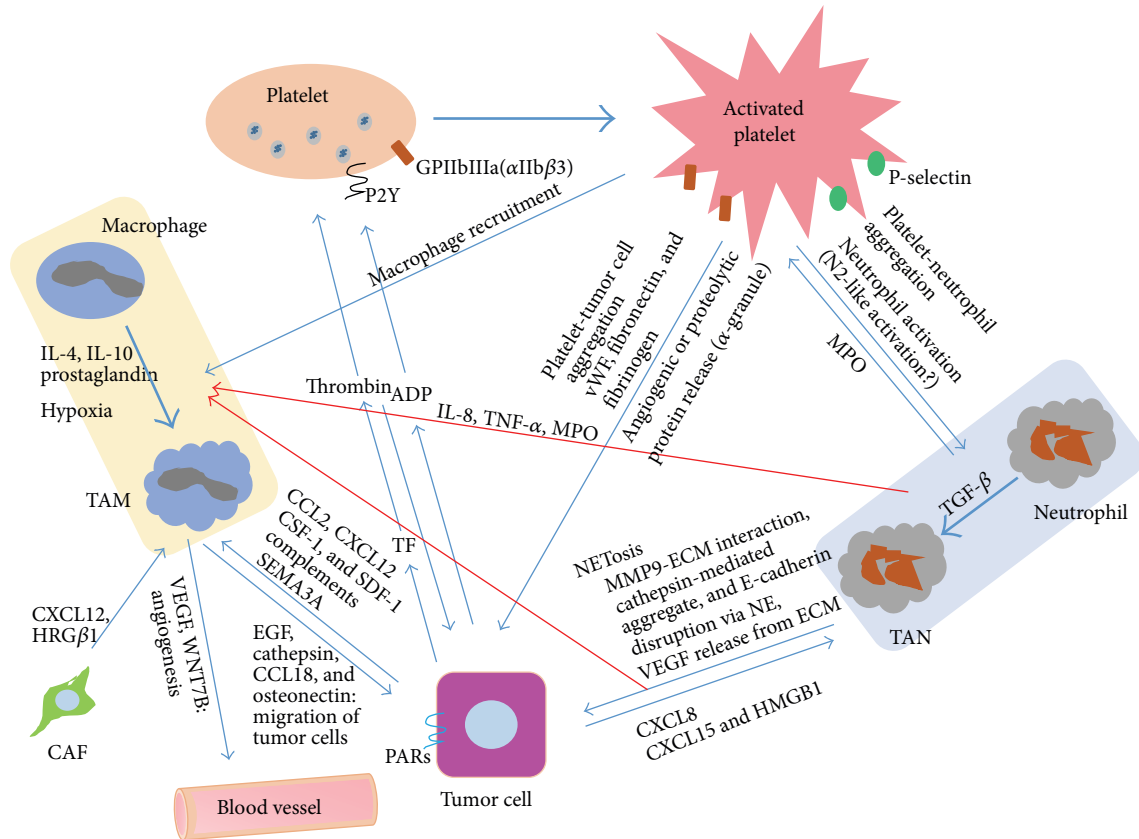 Platelet
Activated
platelet
GPIIbIIIa(αIIbβ3)
P2Y
P-selectin
Macrophage
Macrophage recruitment
Platelet-neutrophil
aggregation
Neutrophil activation
(N2-like activation?)
MPO
Platelet-tumor cell
aggregation
vWF, fibronectin, and
fibrinogen
Angiogenic or proteolytic
protein release (α-granule)
IL-4, IL-10
prostaglandin
Hypoxia
Thrombin
ADP
IL-8, TNF-α, MPO
TAM
TGF-β
Neutrophil
TAN
CCL2, CXCL12
CSF-1, and SDF-1
complements
SEMA3A
TF
NETosis
MMP9-ECM interaction,
cathepsin-mediated
aggregate, and E-cadherin
disruption via NE,
VEGF release from ECM
CXCL12,
HRGβ1
VEGF, WNT7B:
angiogenesis
EGF,
cathepsin,
CCL18, and
osteonectin:
migration of
tumor cells
CXCL8
CXCL15 and HMGB1
CAF
PARs
Tumor cell
Blood vessel